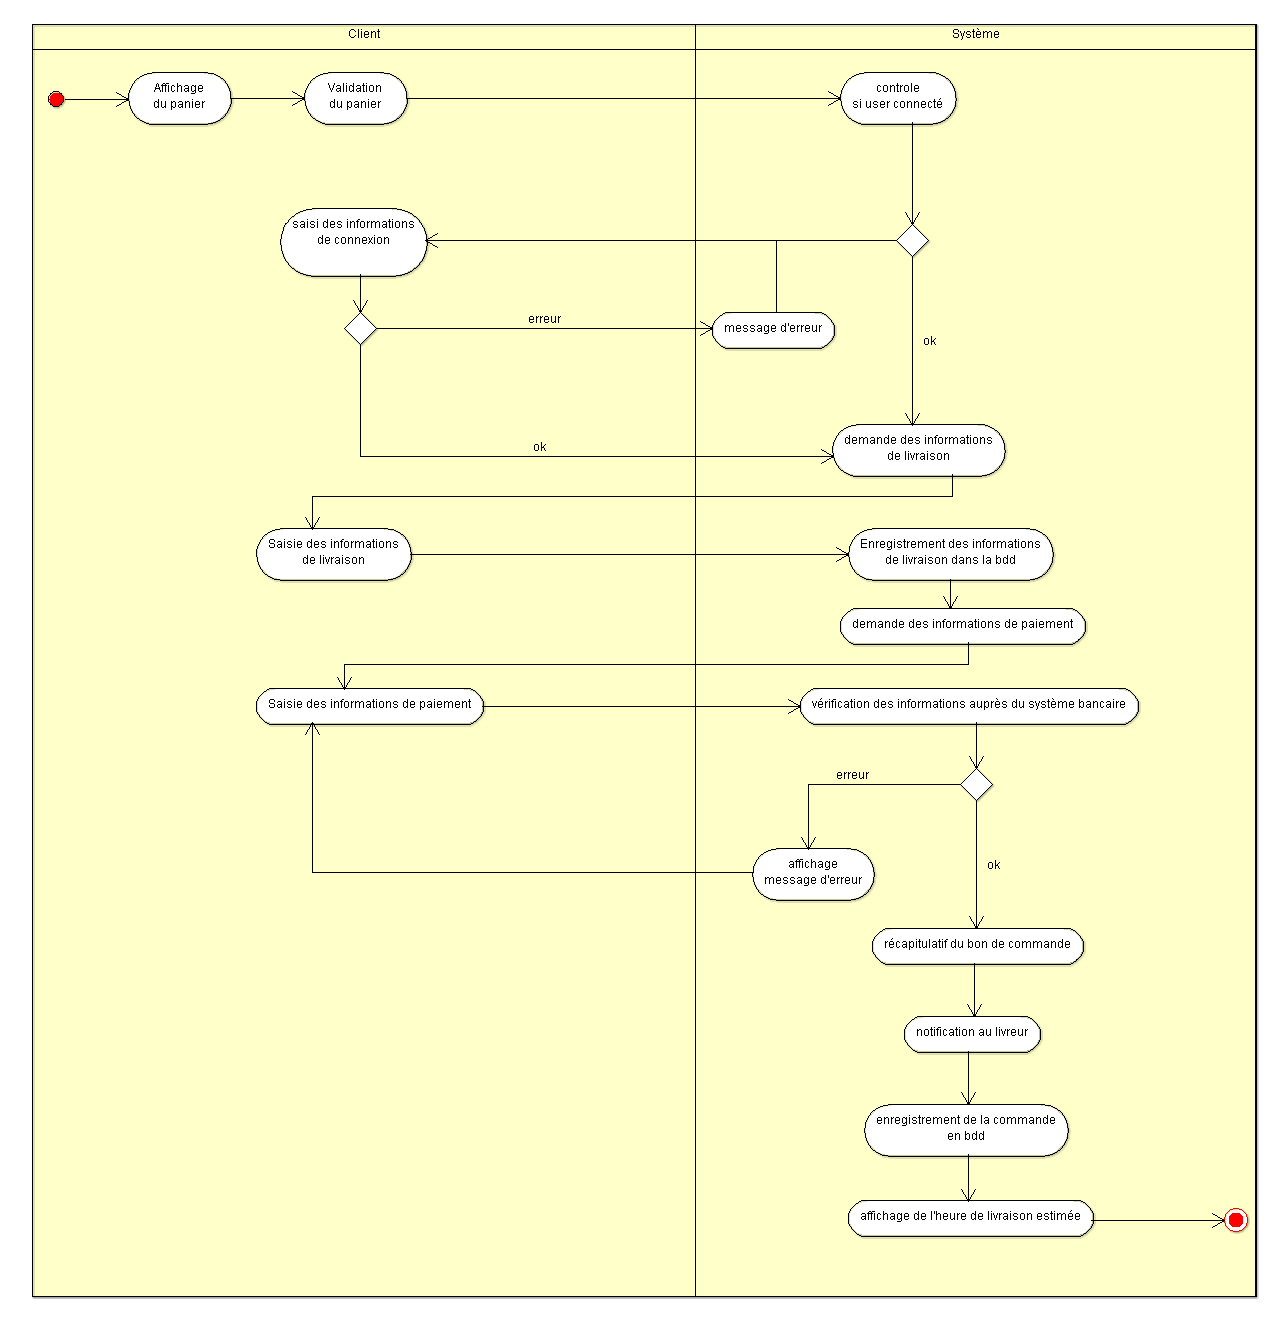 Client
Système
Affichage
du panier
Validation
du panier
controle
si user connecté
saisi des informations
de connexion
erreur
message d'erreur
ok
ok
demande des informations
de livraison
Saisie des informations
de livraison
Enregistrement des informations
de livraison dans la bdd
demande des informations de paiement
Saisie des informations de paiement
vérification des informations auprès du système bancaire
erreur
affichage
message d'erreur
ok
récapitulatif du bon de commande
notification au livreur
enregistrement de la commande
en bdd
affichage de l'heure de livraison estimée